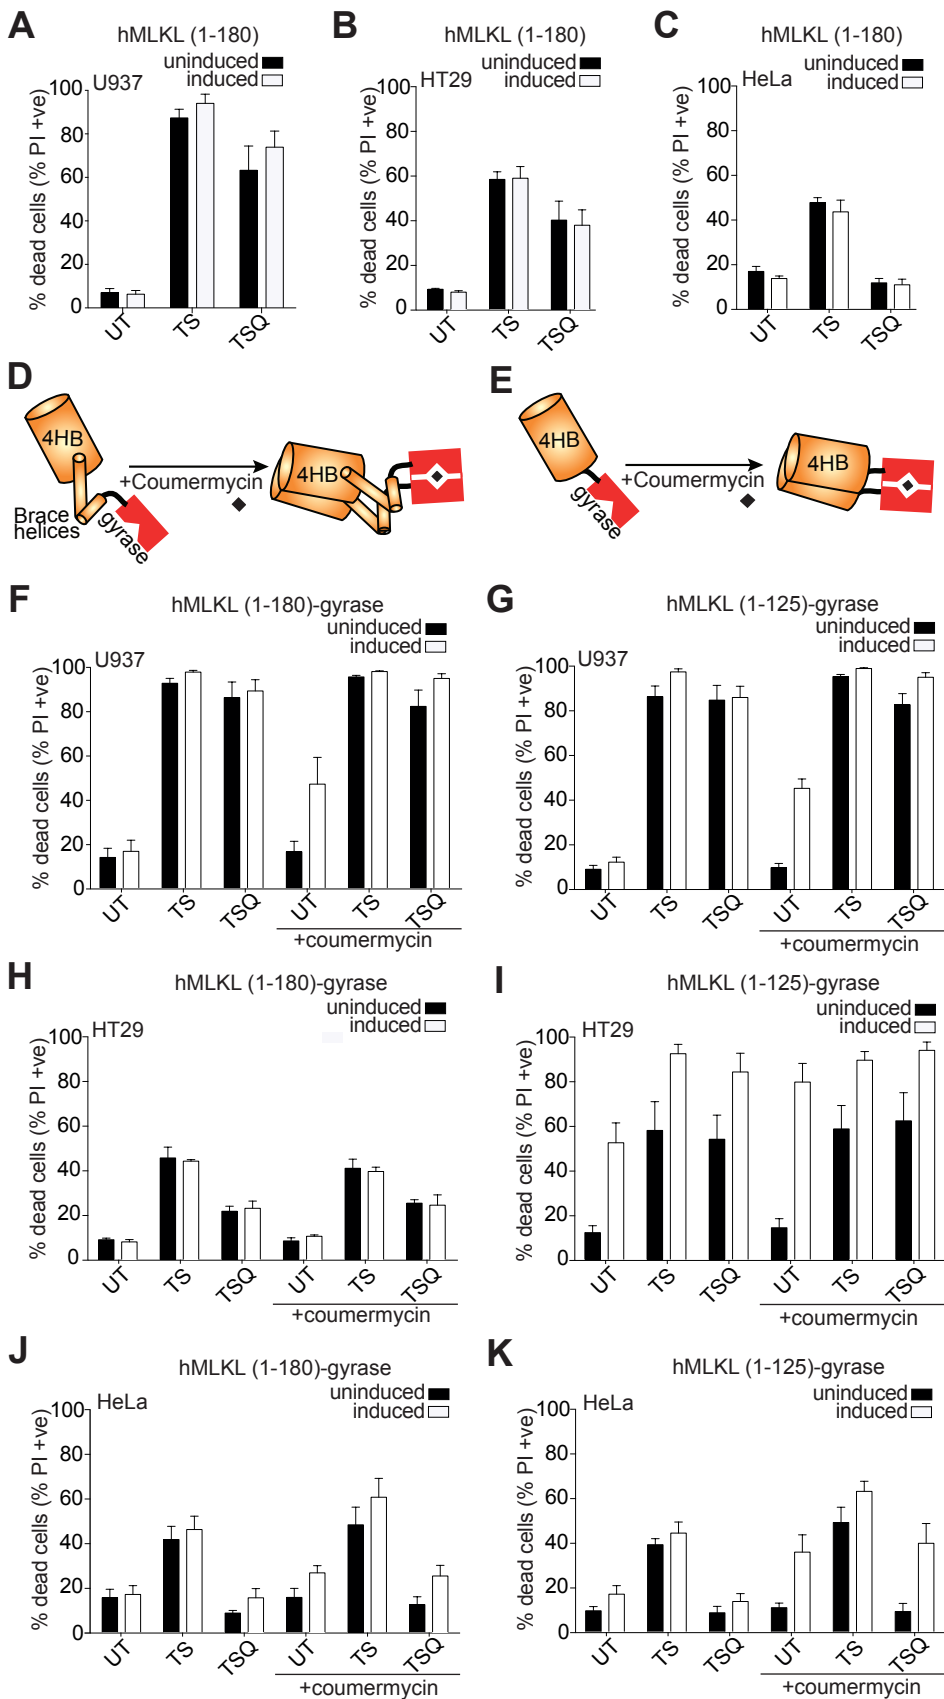 A
hMLKL (1-180)
uninduced
induced
U937
% dead cells (% PI +ve)
100
80
60
40
20
0
UT
TS
TSQ
B
hMLKL (1-180)
uninduced
induced
HT29
% dead cells (% PI +ve)
100
80
60
40
20
0
UT
TS
TSQ
C
hMLKL (1-180)
uninduced
induced
HeLa
% dead cells (% PI +ve)
100
80
60
40
20
0
UT
TS
TSQ
D
4HB
Brace
helices
gyrase
+Coumermycin
4HB
E
4HB
gyrase
+Coumermycin
4HB
F
hMLKL (1-180)-gyrase
uninduced
induced
U937
% dead cells (% PI +ve)
100
80
60
40
20
0
UT
TS
TSQ
UT
TS
TSQ
+coumermycin
G
hMLKL (1-125)-gyrase
uninduced
induced
U937
% dead cells (% PI +ve)
100
80
60
40
20
0
UT
TS
TSQ
UT
TS
TSQ
+coumermycin
H
hMLKL (1-180)-gyrase
uninduced
induced
HT29
% dead cells (% PI +ve)
100
80
60
40
20
0
UT
TS
TSQ
UT
TS
TSQ
+coumermycin
I
hMLKL (1-125)-gyrase
uninduced
induced
HT29
% dead cells (% PI +ve)
100
80
60
40
20
0
UT
TS
TSQ
UT
TS
TSQ
+coumermycin
J
hMLKL (1-180)-gyrase
uninduced
induced
HeLa
% dead cells (% PI +ve)
100
80
60
40
20
0
UT
TS
TSQ
UT
TS
TSQ
+coumermycin
K
hMLKL (1-125)-gyrase
uninduced
induced
HeLa
% dead cells (% PI +ve)
100
80
60
40
20
0
UT
TS
TSQ
UT
TS
TSQ
+coumermycin